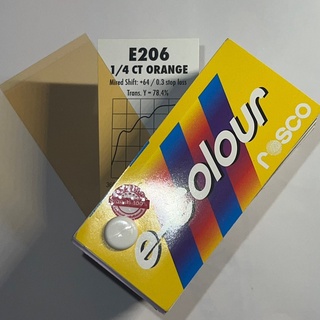 E206
1/4 CT ORANGE
Mired Shift: +64 / 0.3 stop loss
Trans. Y = 78.4%
e-colour
rosco